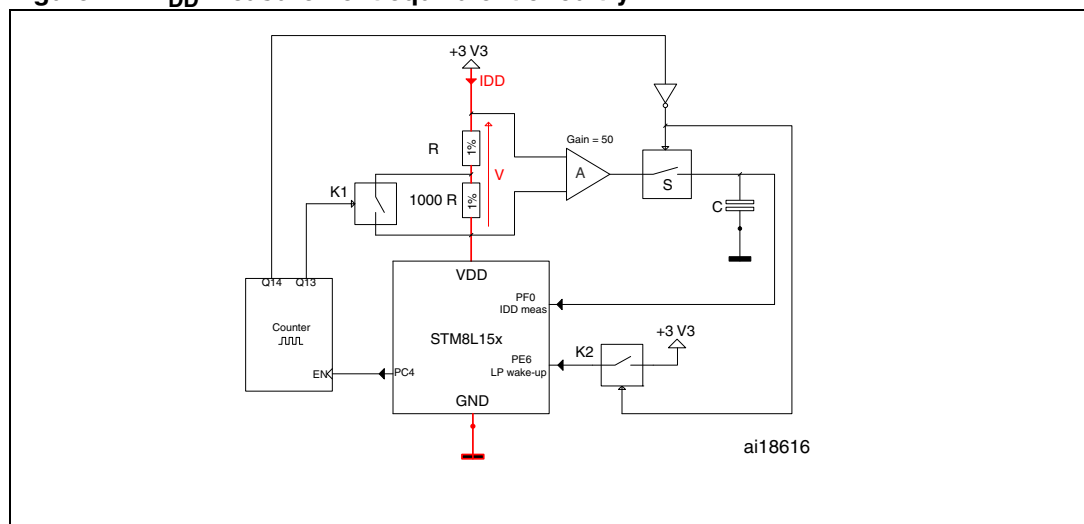 +3 V3
IDD
Gain = 50
R
1%
A
V
S
K1
1000 R
1%
C
VDD
Q14 Q13
PF0
IDD meas
Counter
STM8L15x
+3 V3
K2
PE6
LP wake-up
EN
PC4
GND
ai18616